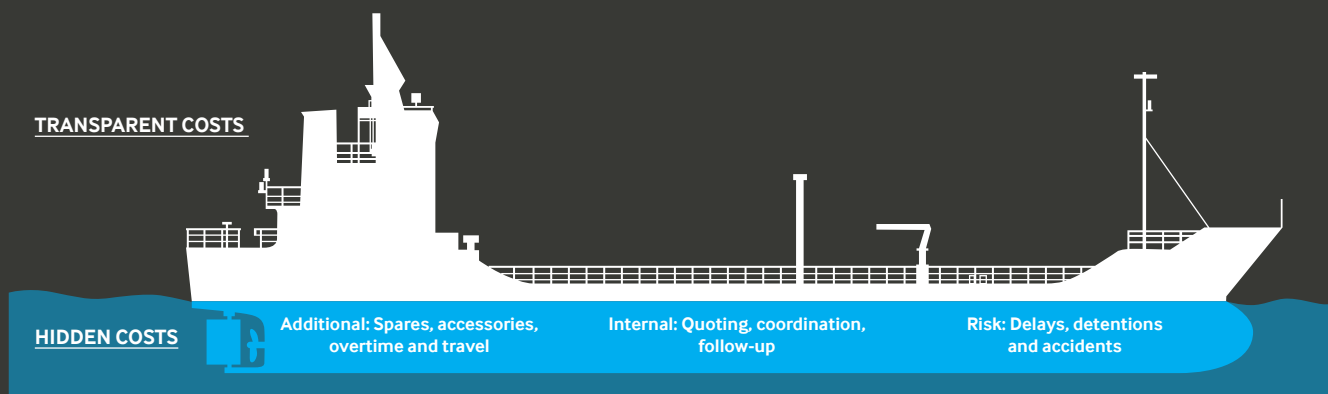 TRANSPARENT COSTS
HIDDEN COSTS
Additional: Spares, accessories,
overtime and travel
Internal: Quoting, coordination,
follow-up
Risk: Delays, detentions
and accidents